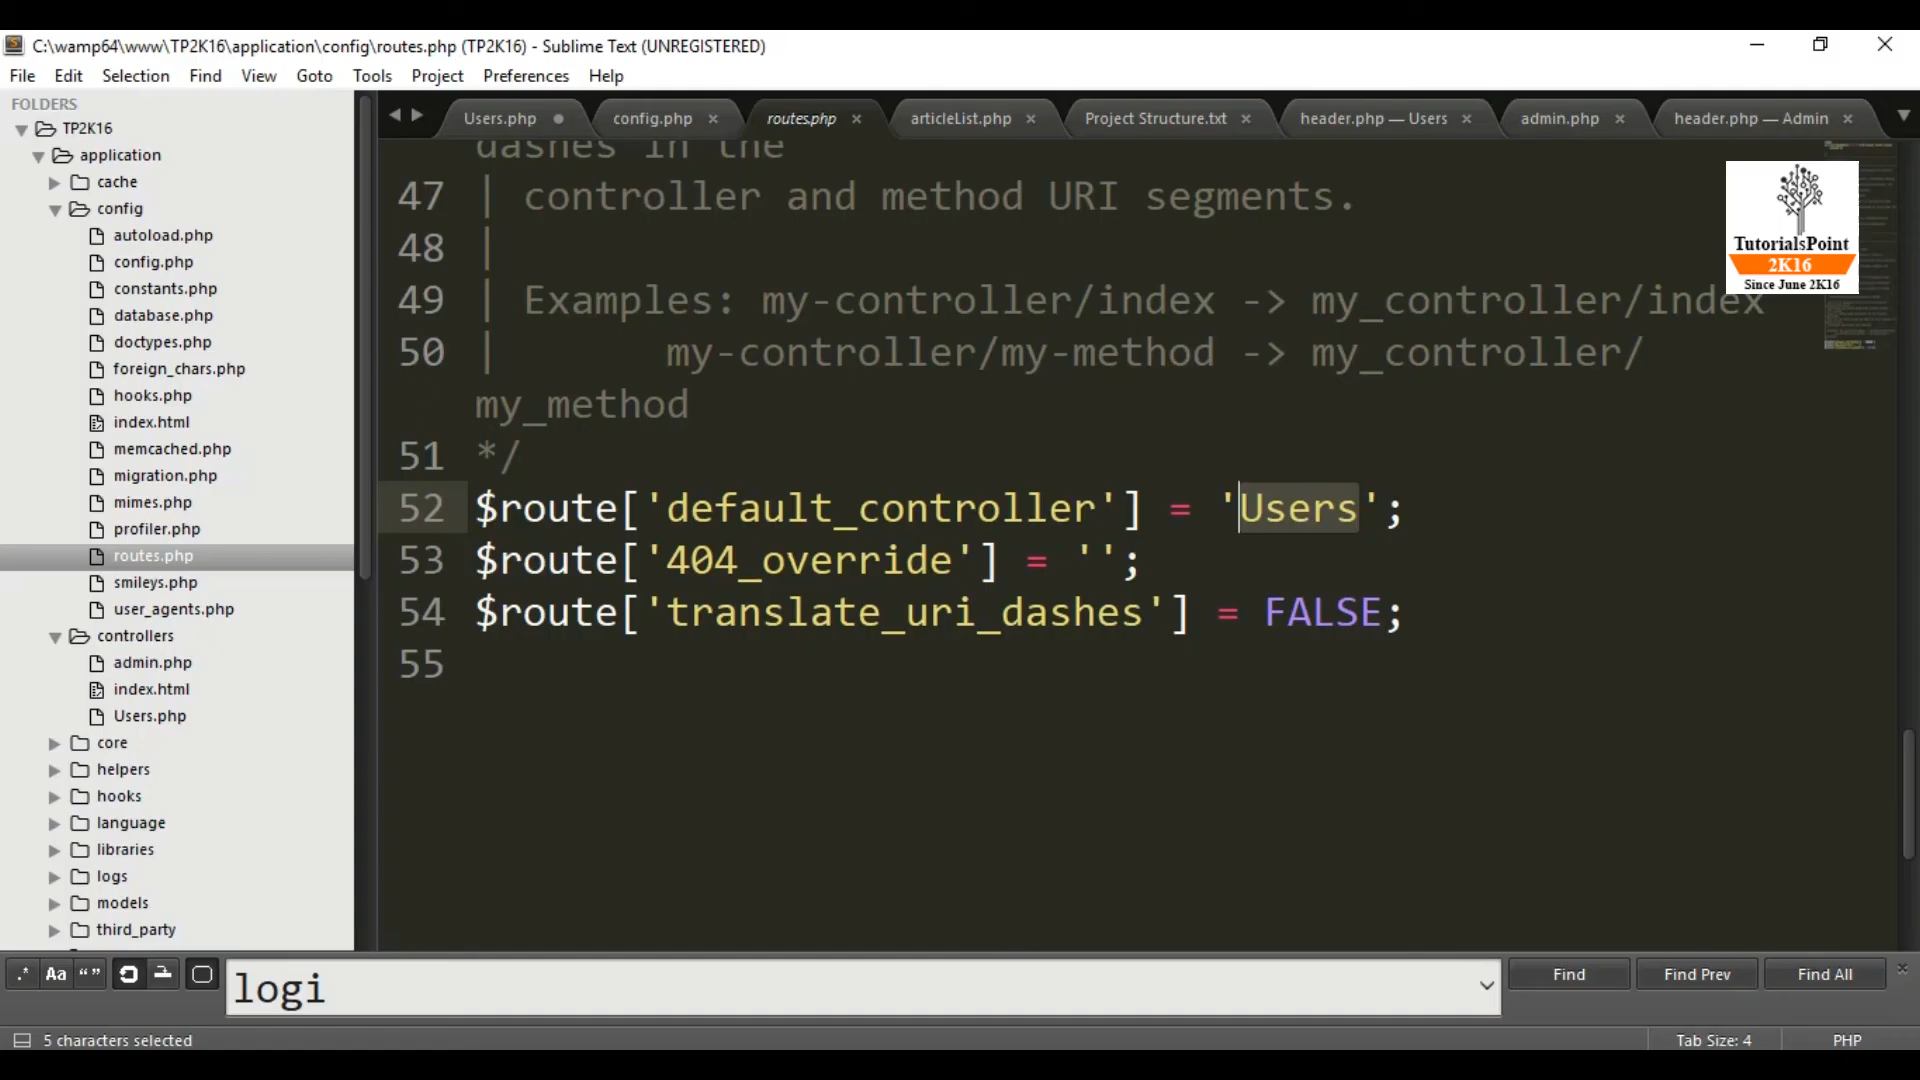 C:\wamp64\www\TP2K16\application\config\routes.php (TP2K16) - Sublime Text (UNREGISTERED)
File Edit Selection Find View Goto Tools Project Preferences Help
FOLDERS
TP2K16
application
cache
config
autoload.php
config.php
constants.php
database.php
doctypes.php
foreign_chars.php
hooks.php
index.html
memcached.php
migration.php
mimes.php
profiler.php
routes.php
smileys.php
user_agents.php
controllers
admin.php
index.html
Users.php
core
helpers
hooks
language
libraries
logs
models
third_party
Users.php config.php routes.php articleList.php Project Structure.txt header.php — Users admin.php header.php — Admin
dashes in the
47 | controller and method URI segments.
48 |
49 | Examples: my-controller/index -> my_controller/index
50 | my-controller/my-method -> my_controller/
my_method
51 */
52 $route['default_controller'] = 'Users';
53 $route['404_override'] = '';
54 $route['translate_uri_dashes'] = FALSE;
55
TutorialsPoint
2K16
Since June 2K16
.* Aa “ ” logi Find Find Prev Find All
5 characters selected Tab Size: 4 PHP